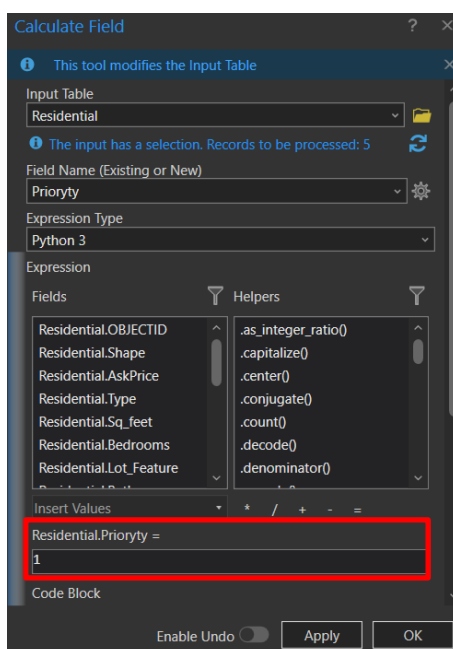 Calculate Field ? ×
This tool modifies the Input Table ×
Input Table
Residential
The input has a selection. Records to be processed: 5
Field Name (Existing or New)
Prioryty
Expression Type
Python 3
Expression
Fields
Helpers
Residential.OBJECTID
Residential.Shape
Residential.AskPrice
Residential.Type
Residential.Sq_feet
Residential.Bedrooms
Residential.Lot_Feature
.as_integer_ratio()
.capitalize()
.center()
.conjugate()
.count()
.decode()
.denominator()
Insert Values
* / + - =
Residential.Prioryty =
1
Code Block
Enable Undo
Apply
OK